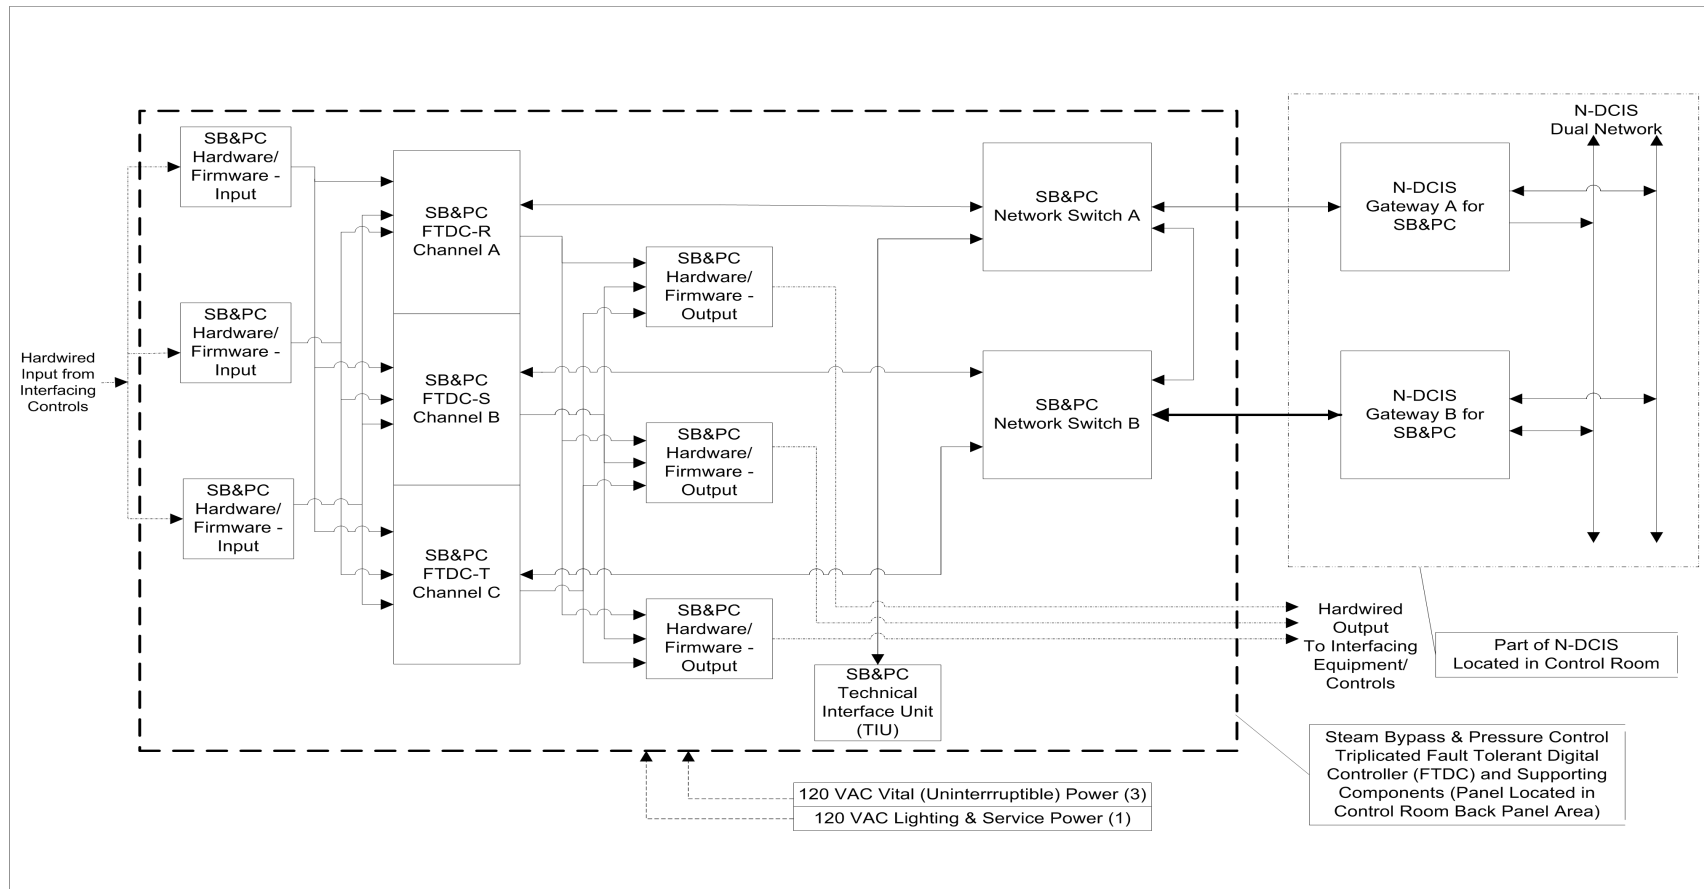 Hardwired
Input from
Interfacing
Controls
SB&PC
Hardware/
Firmware -
Input
SB&PC
Hardware/
Firmware -
Input
SB&PC
Hardware/
Firmware -
Input
SB&PC
FTDC-R
Channel A
SB&PC
FTDC-S
Channel B
SB&PC
FTDC-T
Channel C
SB&PC
Hardware/
Firmware -
Output
SB&PC
Hardware/
Firmware -
Output
SB&PC
Hardware/
Firmware -
Output
SB&PC
Technical
Interface Unit
(TIU)
SB&PC
Network Switch A
SB&PC
Network Switch B
N-DCIS
Gateway A for
SB&PC
N-DCIS
Gateway B for
SB&PC
N-DCIS
Dual Network
Hardwired
Output
To Interfacing
Equipment/
Controls
Part of N-DCIS
Located in Control Room
Steam Bypass & Pressure Control
Triplicated Fault Tolerant Digital
Controller (FTDC) and Supporting
Components (Panel Located in
Control Room Back Panel Area)
120 VAC Vital (Uninterrruptible) Power (3)
120 VAC Lighting & Service Power (1)